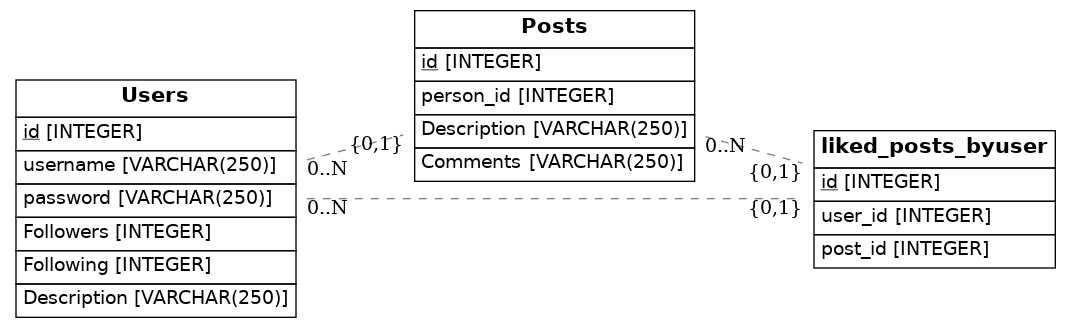 Users
id [INTEGER]
username [VARCHAR(250)]
password [VARCHAR(250)]
Followers [INTEGER]
Following [INTEGER]
Description [VARCHAR(250)]
0..N
{0,1}
0..N
{0,1}
Posts
id [INTEGER]
person_id [INTEGER]
Description [VARCHAR(250)]
Comments [VARCHAR(250)]
0..N
{0,1}
liked_posts_byuser
id [INTEGER]
user_id [INTEGER]
post_id [INTEGER]